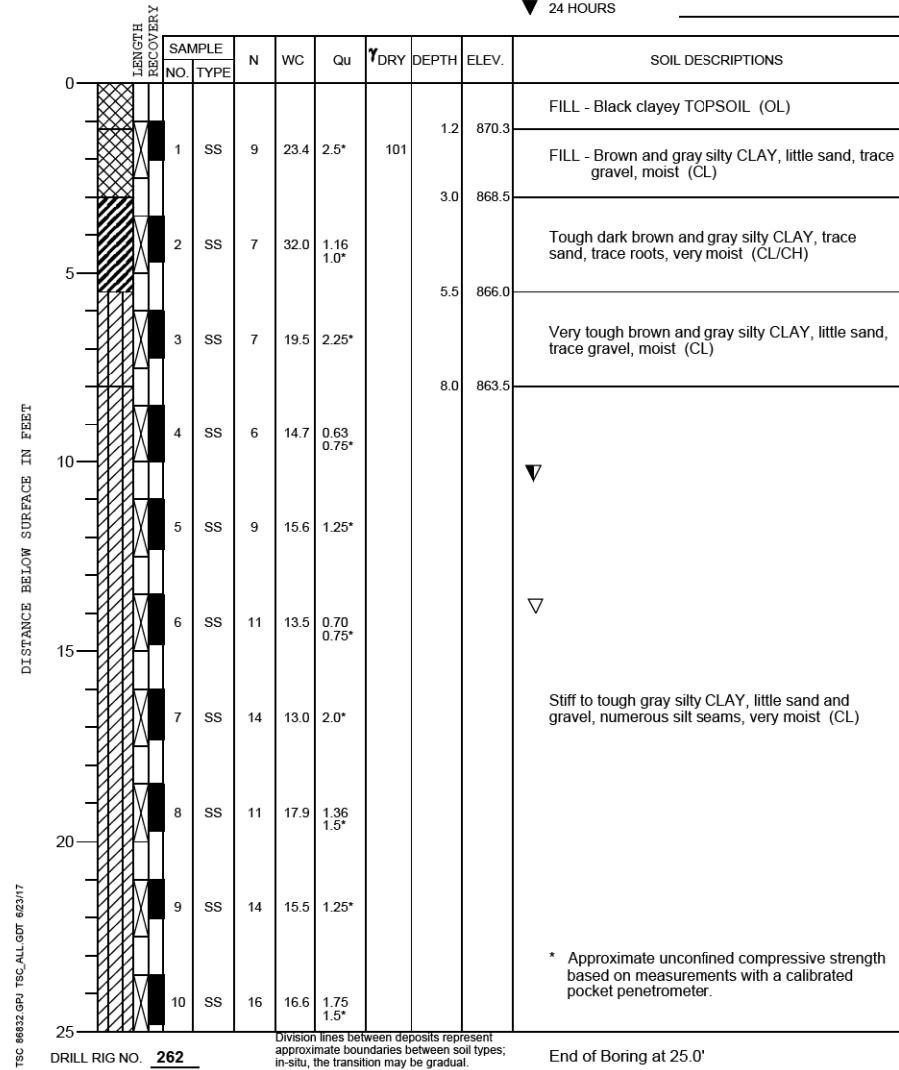 ▼ 24 HOURS
LENGTH
RECOVERY
SAMPLE
NO. TYPE N WC Qu γDRY DEPTH ELEV. SOIL DESCRIPTIONS
0
FILL - Black clayey TOPSOIL (OL)
1.2 870.3
1 SS 9 23.4 2.5* 101
FILL - Brown and gray silty CLAY, little sand, trace
gravel, moist (CL)
3.0 868.5
2 SS 7 32.0 1.16
1.0*
Tough dark brown and gray silty CLAY, trace
sand, trace roots, very moist (CL/CH)
5
5.5 866.0
3 SS 7 19.5 2.25*
Very tough brown and gray silty CLAY, little sand,
trace gravel, moist (CL)
8.0 863.5
4 SS 6 14.7 0.63
0.75*
10
5 SS 9 15.6 1.25*
6 SS 11 13.5 0.70
0.75*
15
7 SS 14 13.0 2.0*
Stiff to tough gray silty CLAY, little sand and
gravel, numerous silt seams, very moist (CL)
8 SS 11 17.9 1.36
1.5*
20
9 SS 14 15.5 1.25*
* Approximate unconfined compressive strength
based on measurements with a calibrated
pocket penetrometer.
10 SS 16 16.6 1.75
1.5*
25
DISTANCE BELOW SURFACE IN FEET
TSC 86832.GPJ TSC_ALL.GDT 6/23/17
DRILL RIG NO. 262
Division lines between deposits represent
approximate boundaries between soil types;
in-situ, the transition may be gradual.
End of Boring at 25.0'